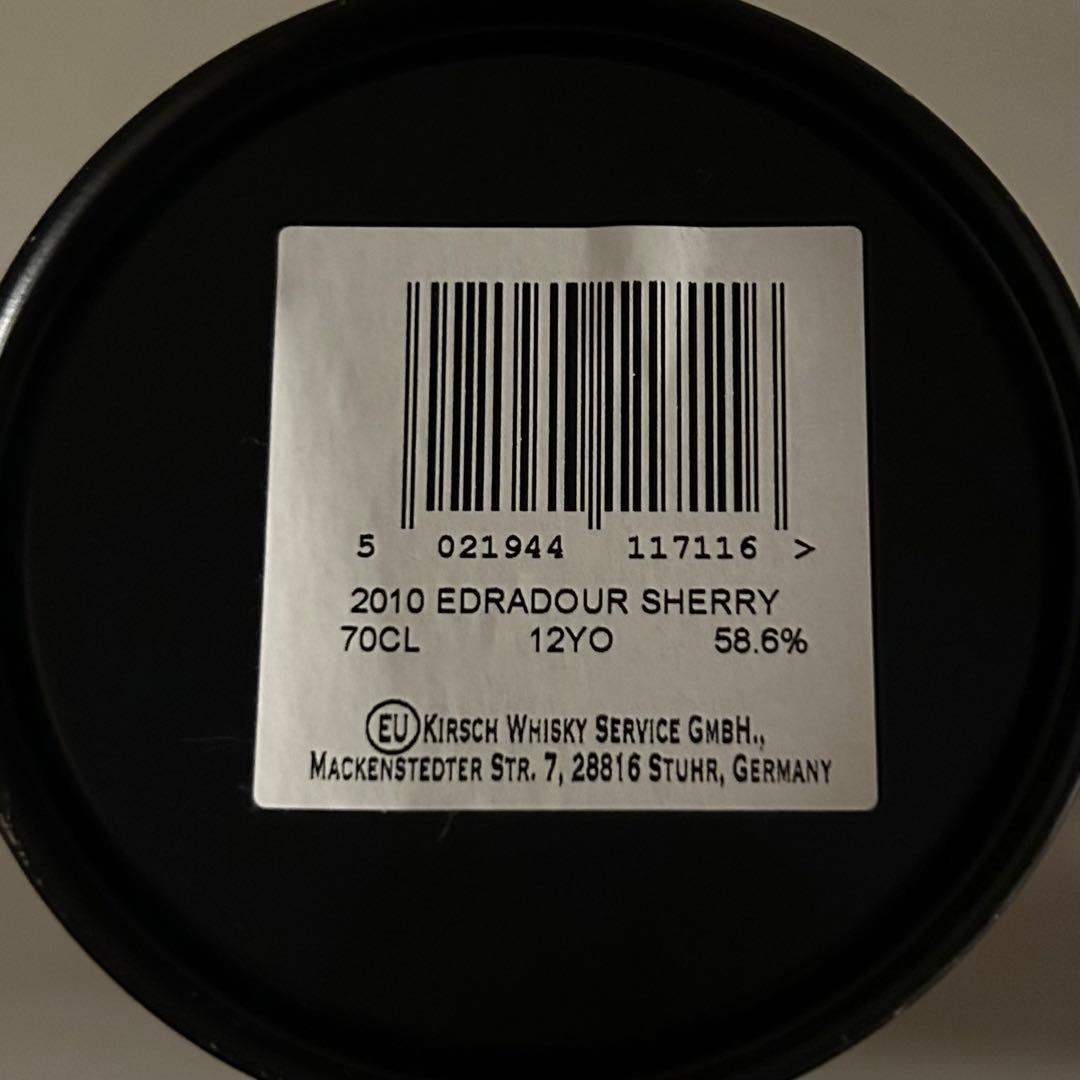 5 021944 117116 >
2010 EDRADOUR SHERRY
70CL 12YO 58.6%
EU KIRSCH WHISKY SERVICE GMBH.,
MACKENSTEDTER STR. 7, 28816 STUHR, GERMANY